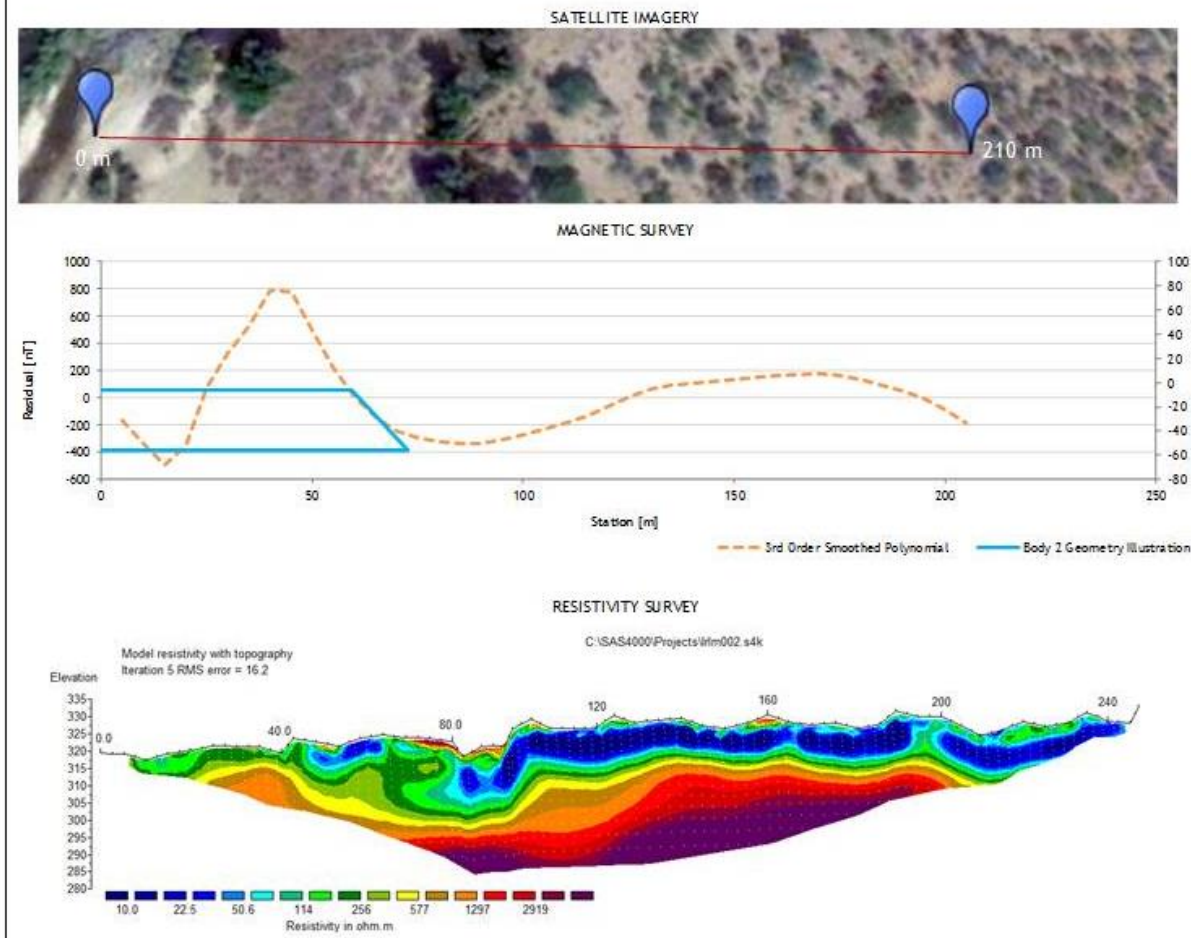 SATELLITE IMAGERY
0 m
210 m
MAGNETIC SURVEY
1000
800
600
400
200
0
-200
-400
-600
Residual [nT]
100
80
60
40
20
0
-20
-40
-60
-80
0 50 100 150 200 250
Station [m]
3rd Order Smoothed Polynomial Body 2 Geometry Illustration
RESISTIVITY SURVEY
C:\SAS4000\Projects\
Model resistivity with topography
Iteration 5 RMS error = 16.2
Elevation
335
330
325
320
315
310
305
300
295
290
285
280
0.0 40.0 80.0 120 160 200 240
10.0 22.5 50.6 114 256 577 1297 2919
Resistivity in ohm.m